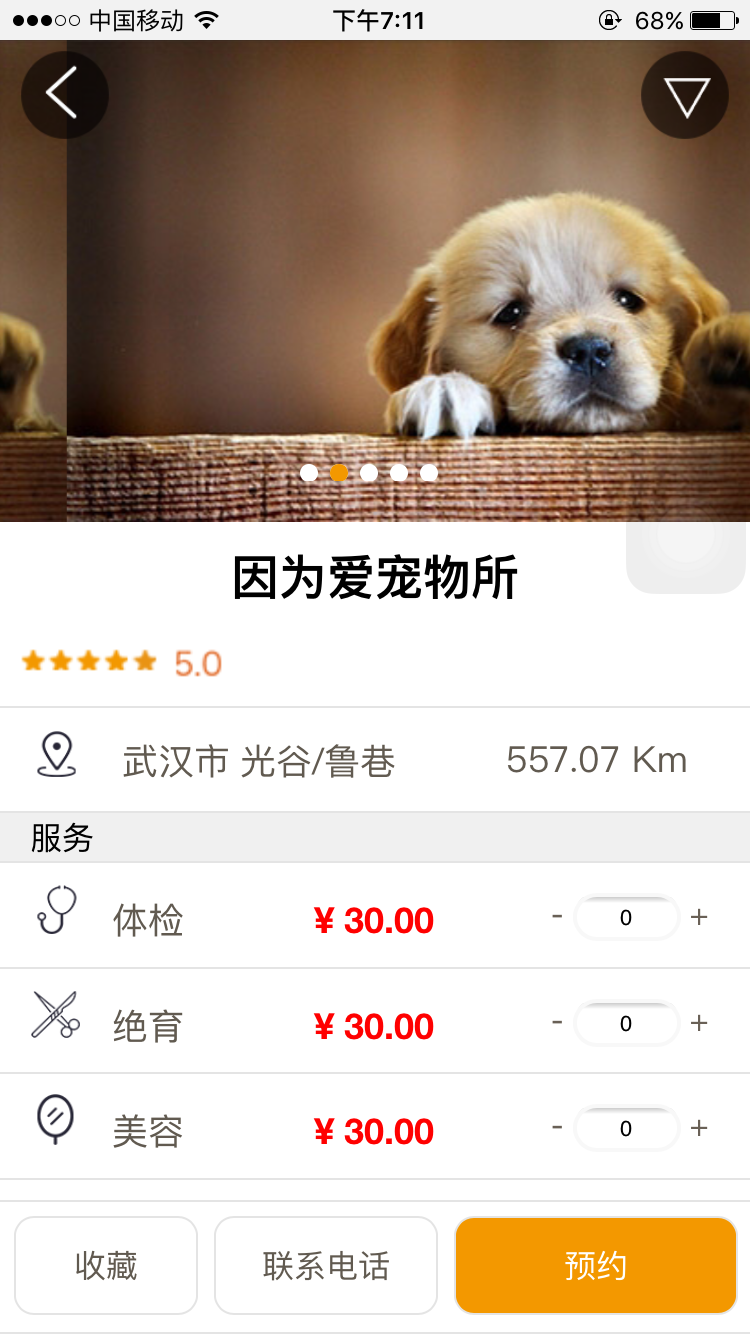 中国移动 下午7:11 68%
因为爱宠物所
5.0
武汉市 光谷/鲁巷 557.07 Km
服务
体检 ¥ 30.00 - 0 +
绝育 ¥ 30.00 - 0 +
美容 ¥ 30.00 - 0 +
收藏 联系电话 预约